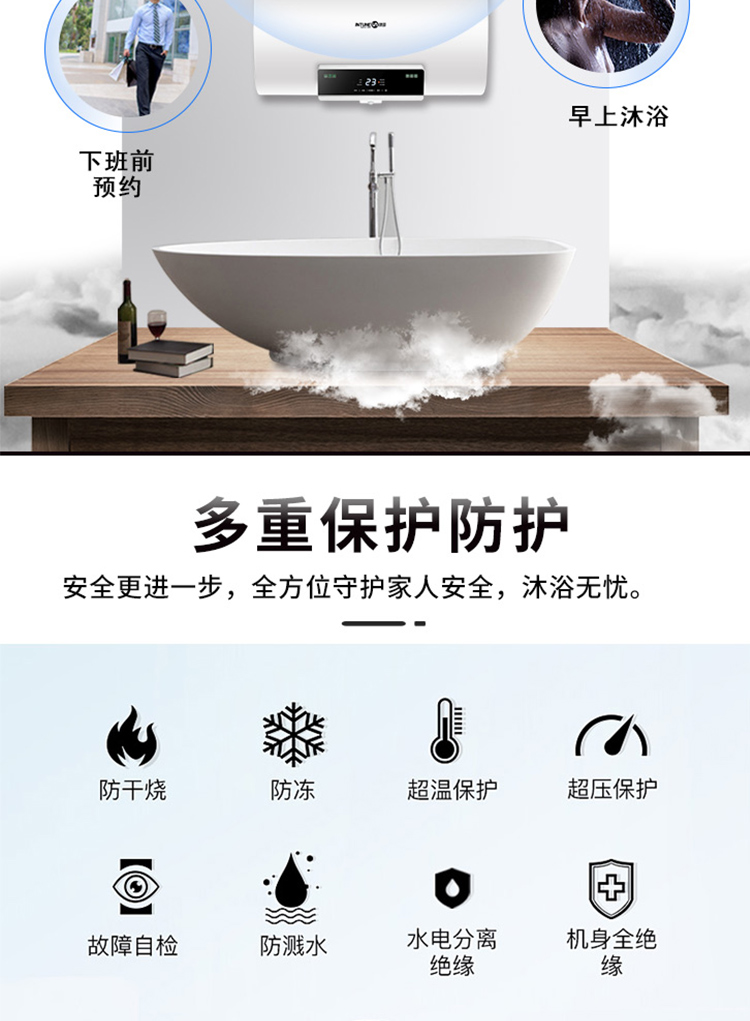 23
早上沐浴
下班前
预约
多重保护防护
安全更进一步，全方位守护家人安全，沐浴无忧。
防干烧
防冻
超温保护
超压保护
故障自检
防溅水
水电分离
绝缘
机身全绝
缘